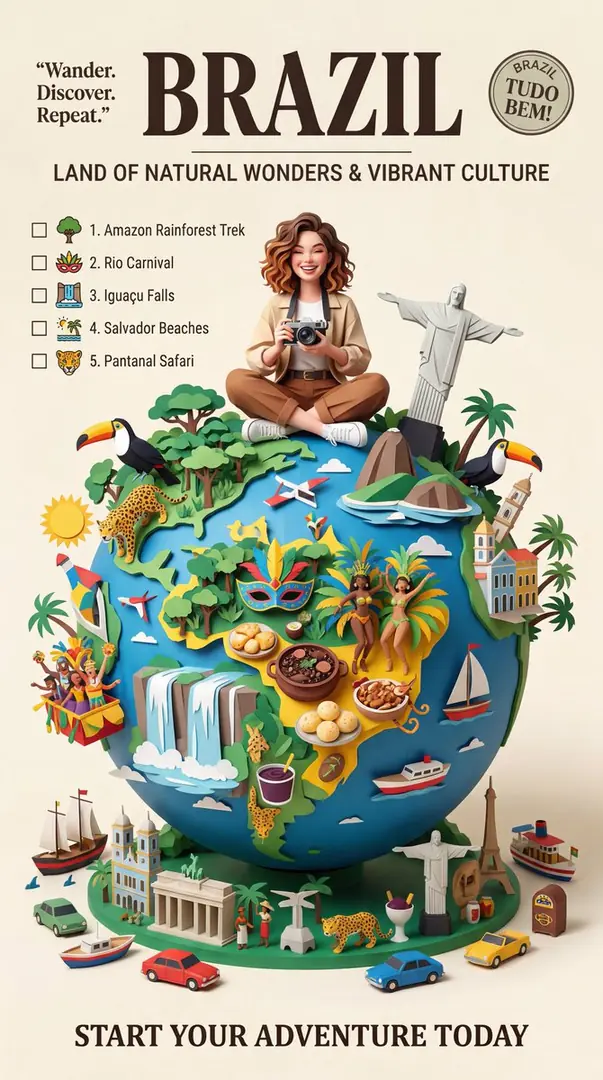 “Wander.
Discover.
Repeat.”
BRAZIL
BRAZIL
TUDO
BEM!
LAND OF NATURAL WONDERS & VIBRANT CULTURE
1. Amazon Rainforest Trek
2. Rio Carnival
3. Iguaçu Falls
4. Salvador Beaches
5. Pantanal Safari
START YOUR ADVENTURE TODAY